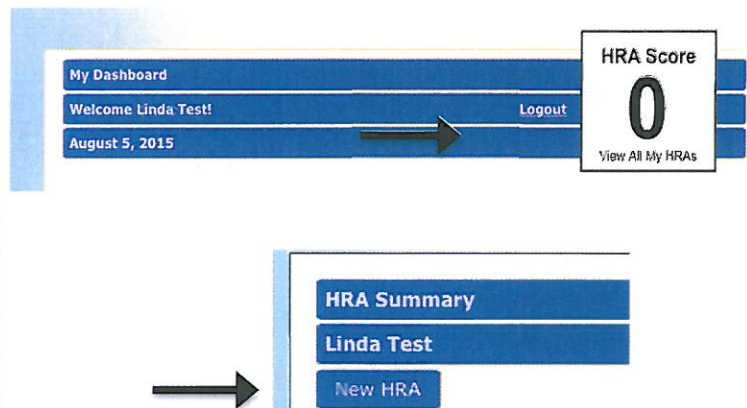 My Dashboard
Welcome Linda Test!
Logout
August 5, 2015
HRA Score
0
View All My HRAs
HRA Summary
Linda Test
New HRA